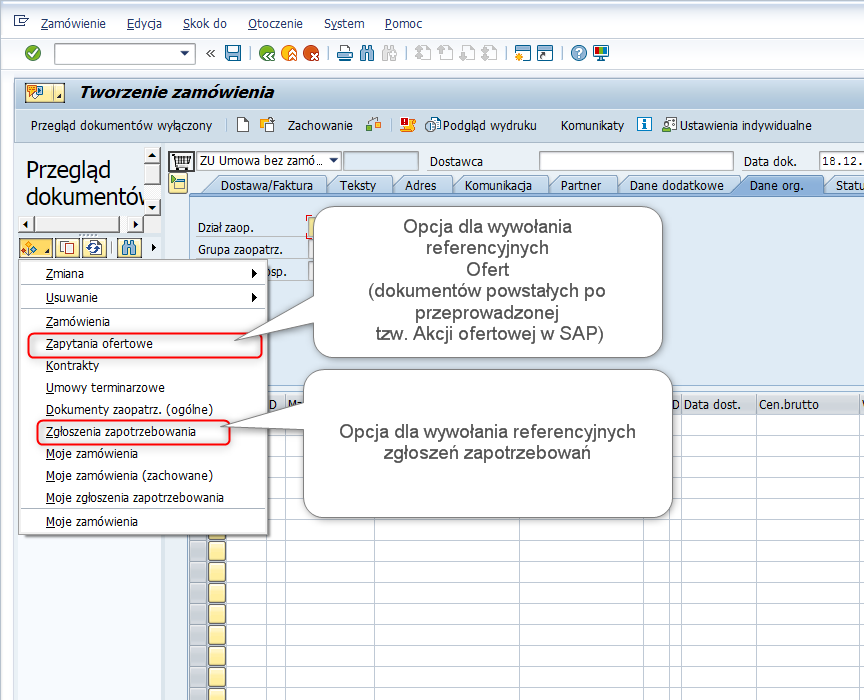 Zamówienie Edycja Skok do Otoczenie System Pomoc
Tworzenie zamówienia
Przegląd dokumentów wyłączony Zachowanie Podgląd wydruku Komunikaty Ustawienia indywidualne
Przegląd
dokumentów
ZU Umowa bez zamó... Dostawca Data dok. 18.12.
Dostawa/Faktura Teksty Adres Komunikacja Partner Dane dodatkowe Dane org. Statu
Dział zaop.
Grupa zaopatrz.
osp.
Opcja dla wywołania
referencyjnych
Ofert
(dokumentów powstałych po
przeprowadzonej
tzw. Akcji ofertowej w SAP)
Zmiana
Usuwanie
Zamówienia
Zapytania ofertowe
Kontrakty
Umowy terminarzowe
Dokumenty zaopatrz. (ogólne)
Zgłoszenia zapotrzebowania
Moje zamówienia
Moje zamówienia (zachowane)
Moje zgłoszenia zapotrzebowania
Moje zamówienia
D Ma D Data dost. Cen.brutto
Opcja dla wywołania referencyjnych
zgłoszeń zapotrzebowań